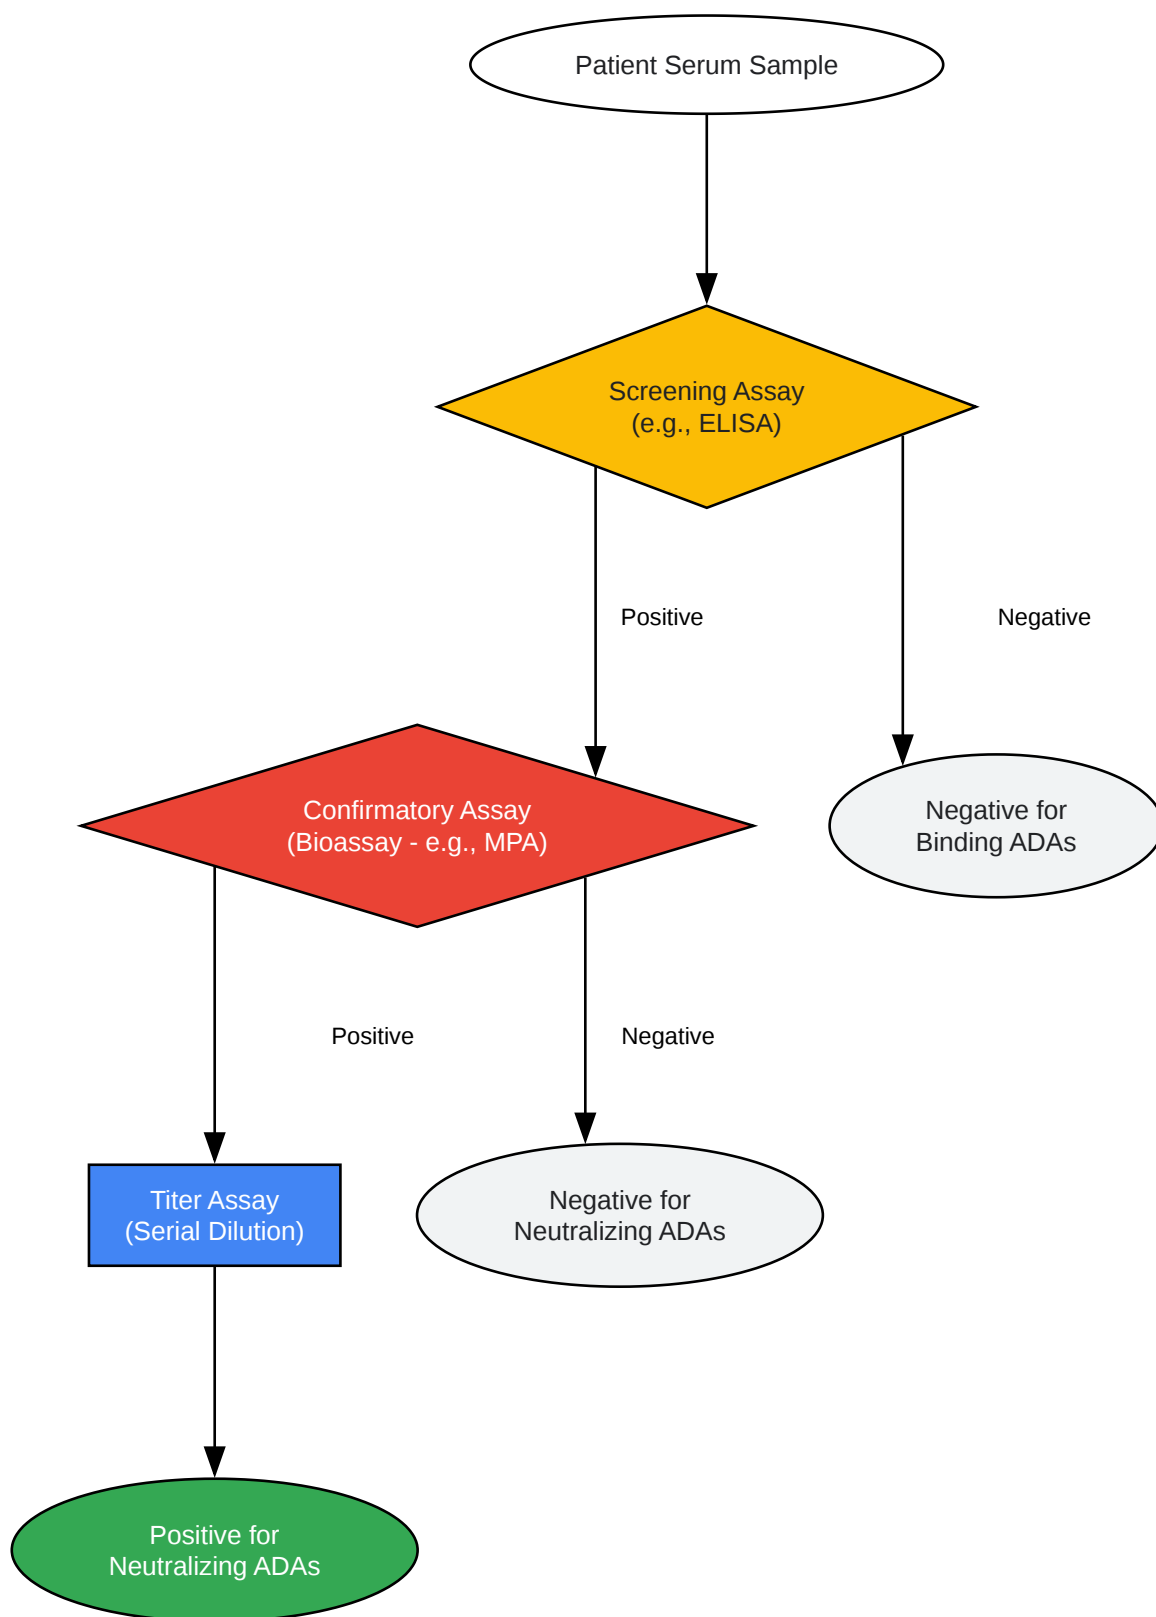 Patient Serum Sample
Screening Assay
(e.g., ELISA)
Positive
Negative
Confirmatory Assay
(Bioassay - e.g., MPA)
Negative for
Binding ADAs
Positive
Negative
Titer Assay
(Serial Dilution)
Negative for
Neutralizing ADAs
Positive for
Neutralizing ADAs